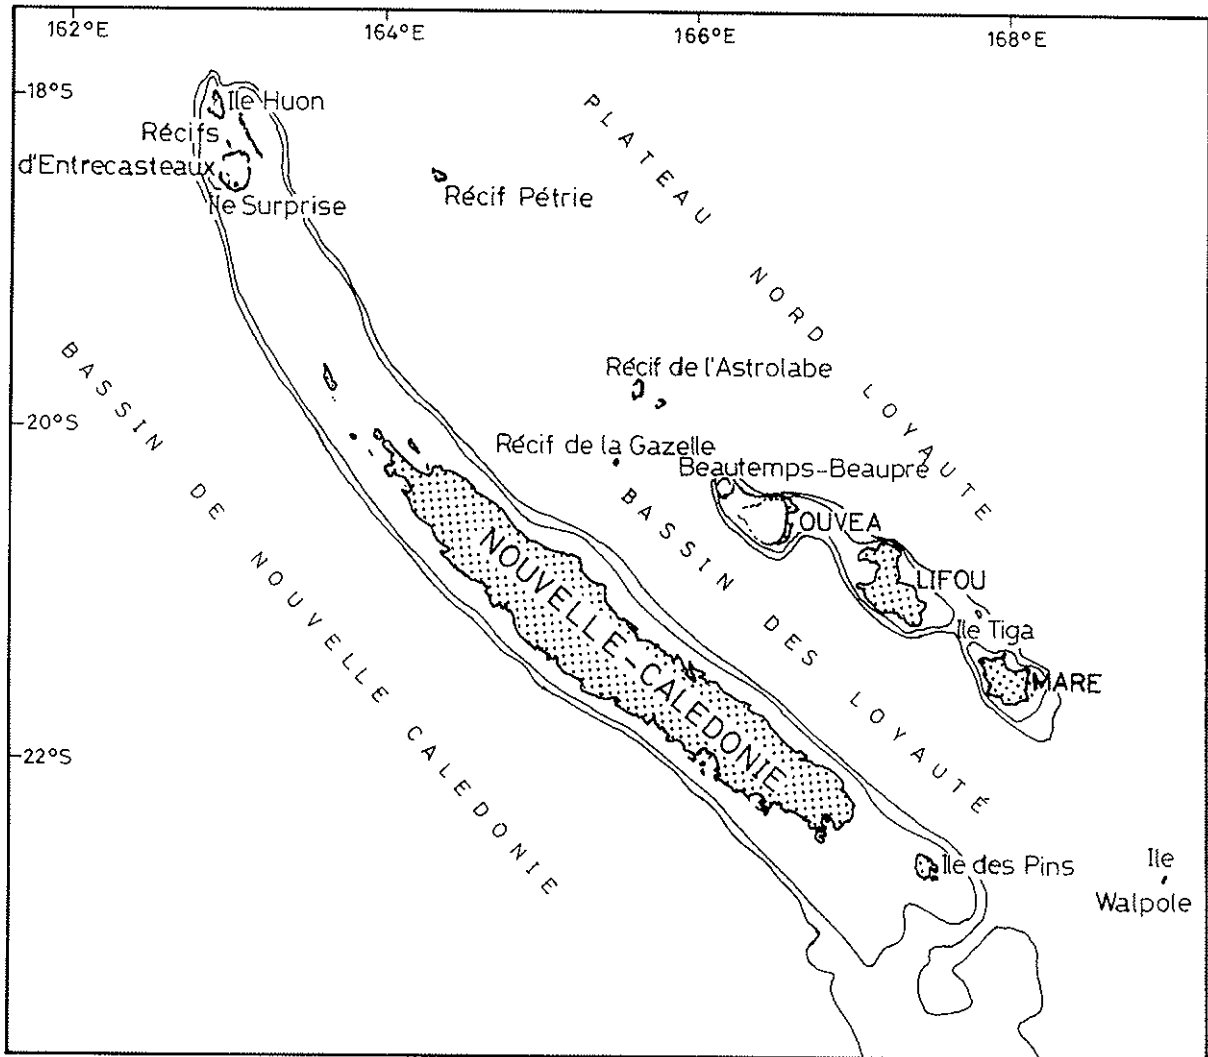 162°E
164°E
166°E
168°E
18°S
20°S
22°S
Ile Huon
Récifs
d'Entrecasteaux
Ile Surprise
Récif Pétrie
PLATEAU NORD LOYAUTE
Récif de l'Astrolabe
Récif de la Gazelle
Beautemps-Beaupré
OUVEA
LIFOU
Ile Tiga
MARE
BASSIN DES LOYAUTÉ
NOUVELLE-CALEDONIE
BASSIN DE NOUVELLE CALEDONIE
Ile des Pins
Ile
Walpole